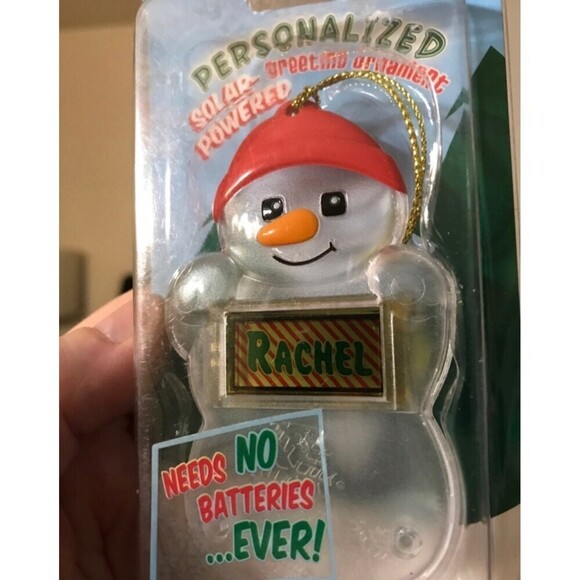 PERSONALIZED
SOLAR-
POWERED
greeting ornament
RACHEL
NEEDS NO
BATTERIES
...EVER!